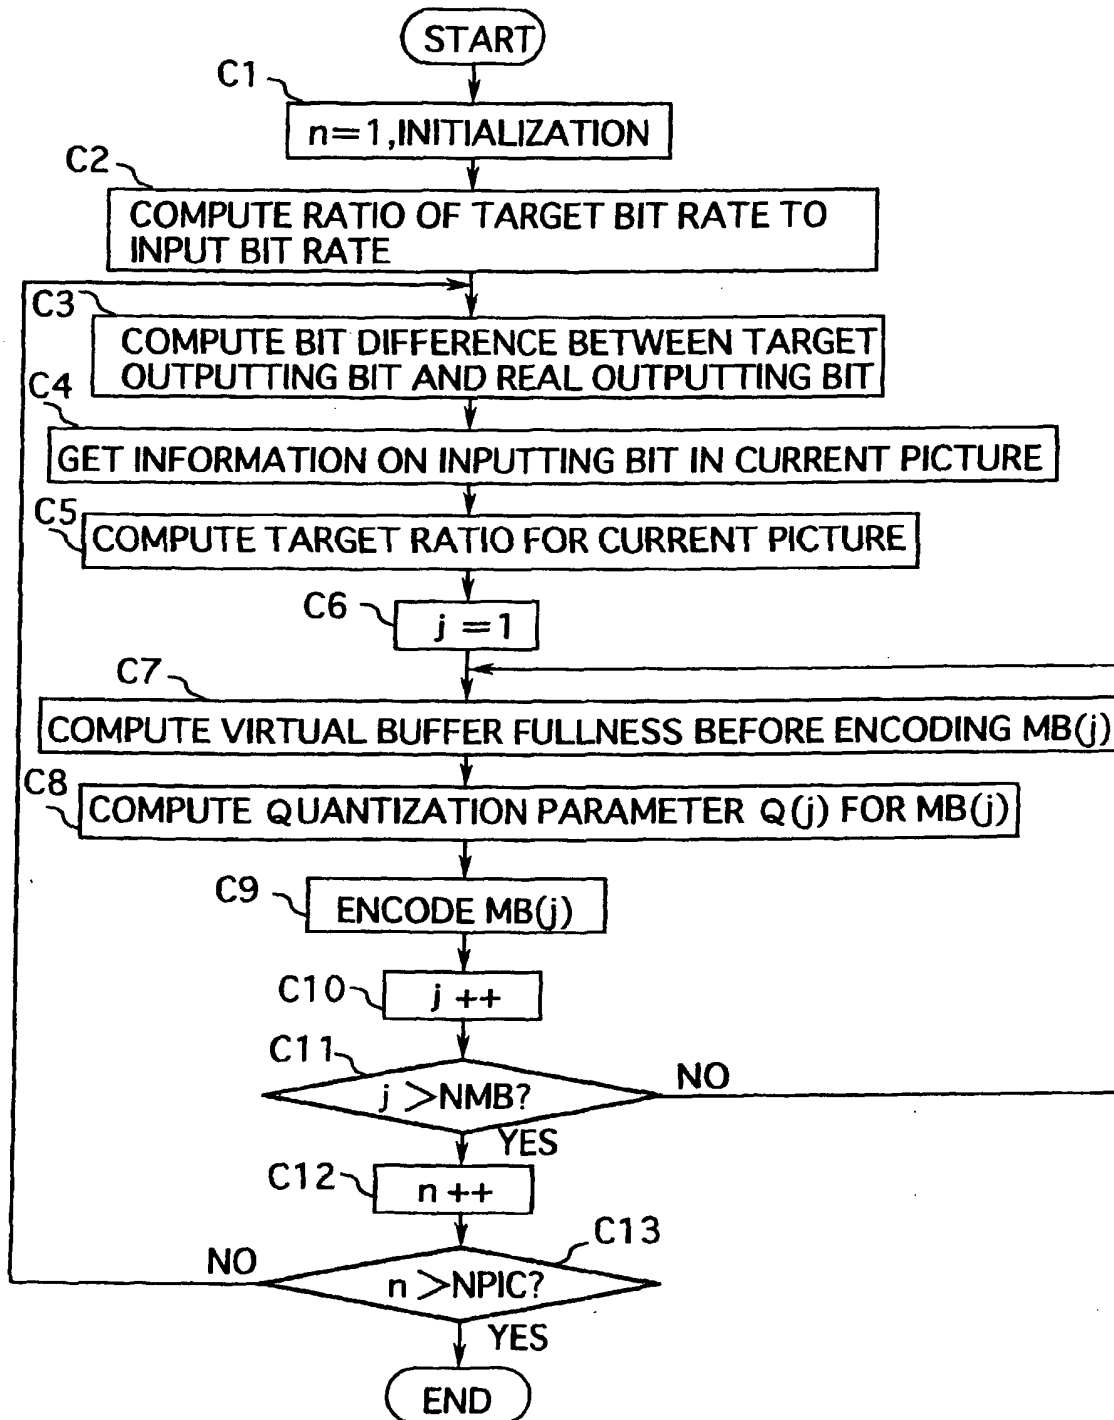 START
C1
n=1,INITIALIZATION
C2
COMPUTE RATIO OF TARGET BIT RATE TO
INPUT BIT RATE
C3
COMPUTE BIT DIFFERENCE BETWEEN TARGET
OUTPUTTING BIT AND REAL OUTPUTTING BIT
C4
GET INFORMATION ON INPUTTING BIT IN CURRENT PICTURE
C5
COMPUTE TARGET RATIO FOR CURRENT PICTURE
C6
j =1
C7
COMPUTE VIRTUAL BUFFER FULLNESS BEFORE ENCODING MB(j)
C8
COMPUTE QUANTIZATION PARAMETER Q(j) FOR MB(j)
C9
ENCODE MB(j)
C10
j ++
C11
j >NMB?
NO
YES
C12
n ++
C13
NO
n >NPIC?
YES
END